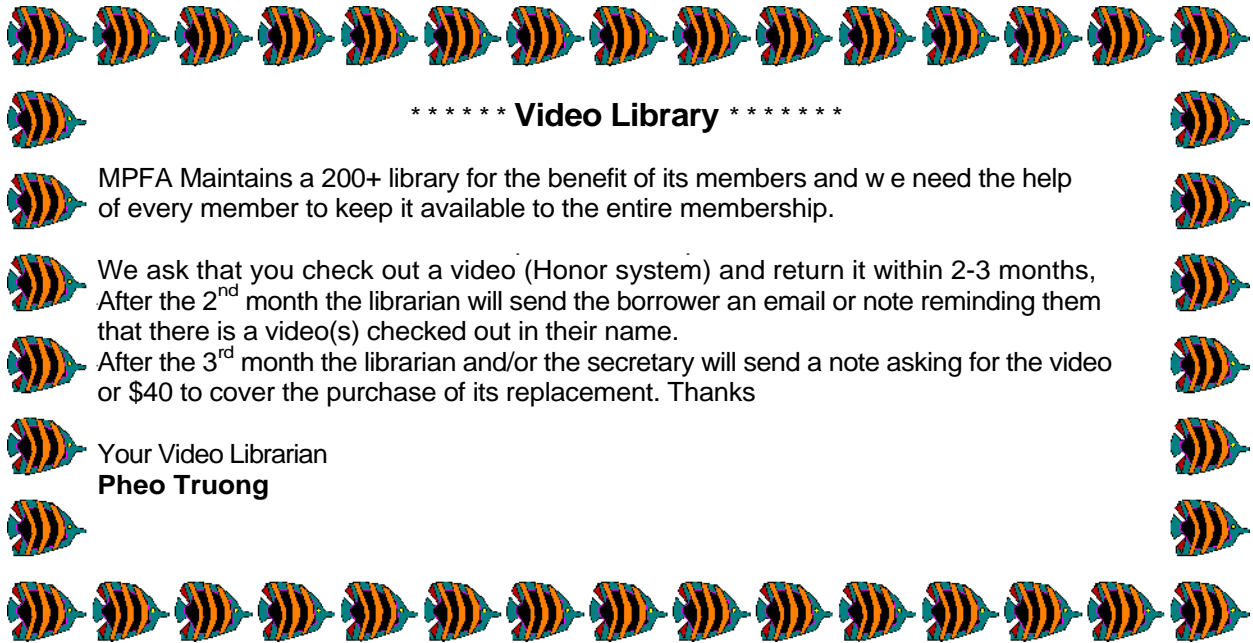 * * * * * * Video Library * * * * * * *
MPFA Maintains a 200+ library for the benefit of its members and w e need the help
of every member to keep it available to the entire membership.
We ask that you check out a video (Honor system) and return it within 2-3 months,
After the 2nd month the librarian will send the borrower an email or note reminding them
that there is a video(s) checked out in their name.
After the 3rd month the librarian and/or the secretary will send a note asking for the video
or $40 to cover the purchase of its replacement. Thanks
Your Video Librarian
Pheo Truong